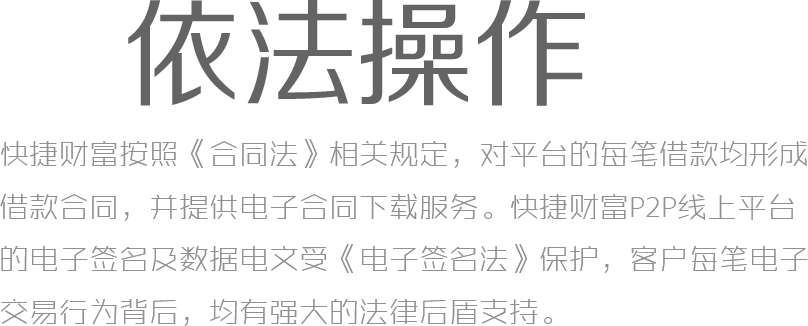 依法操作
快捷财富按照《合同法》相关规定，对平台的每笔借款均形成
借款合同，并提供电子合同下载服务。快捷财富P2P线上平台
的电子签名及数据电文受《电子签名法》保护，客户每笔电子
交易行为背后，均有强大的法律后盾支持。